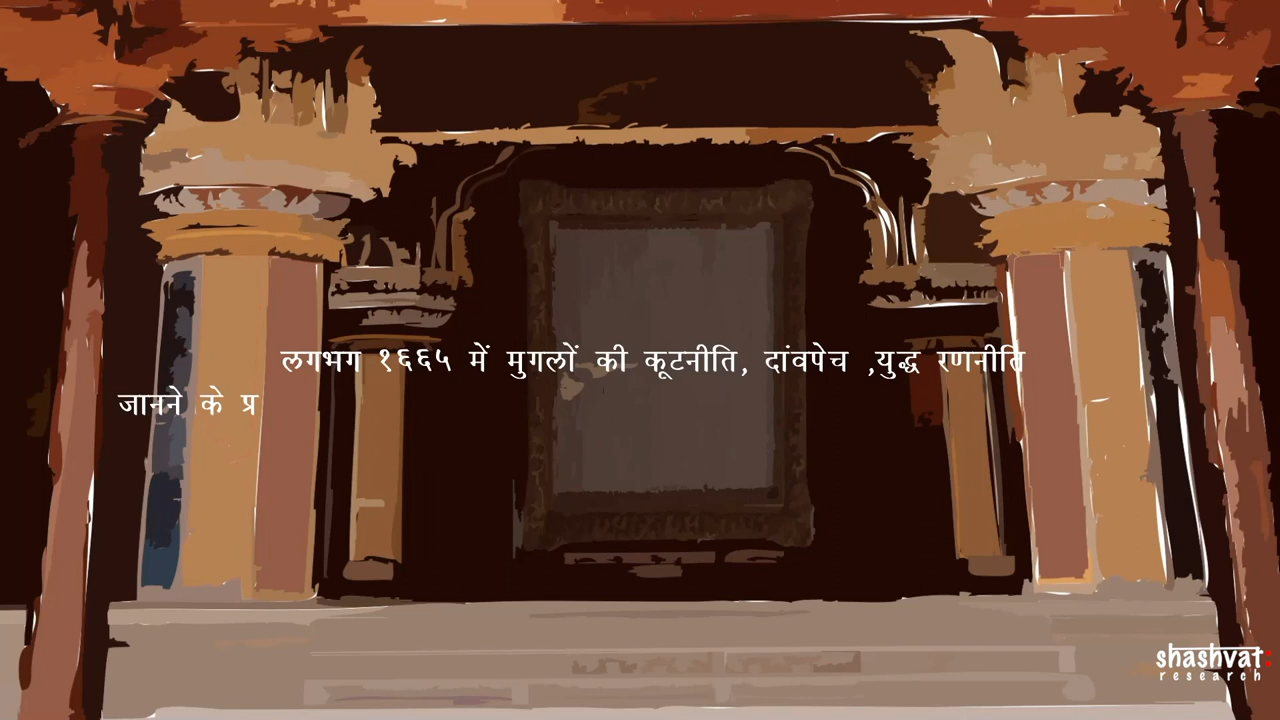 लगभग १६६५ में मुगलों की कूटनीति, दांवपेच ,युद्ध रणनीति
जानने के प्र
shashvat:
research